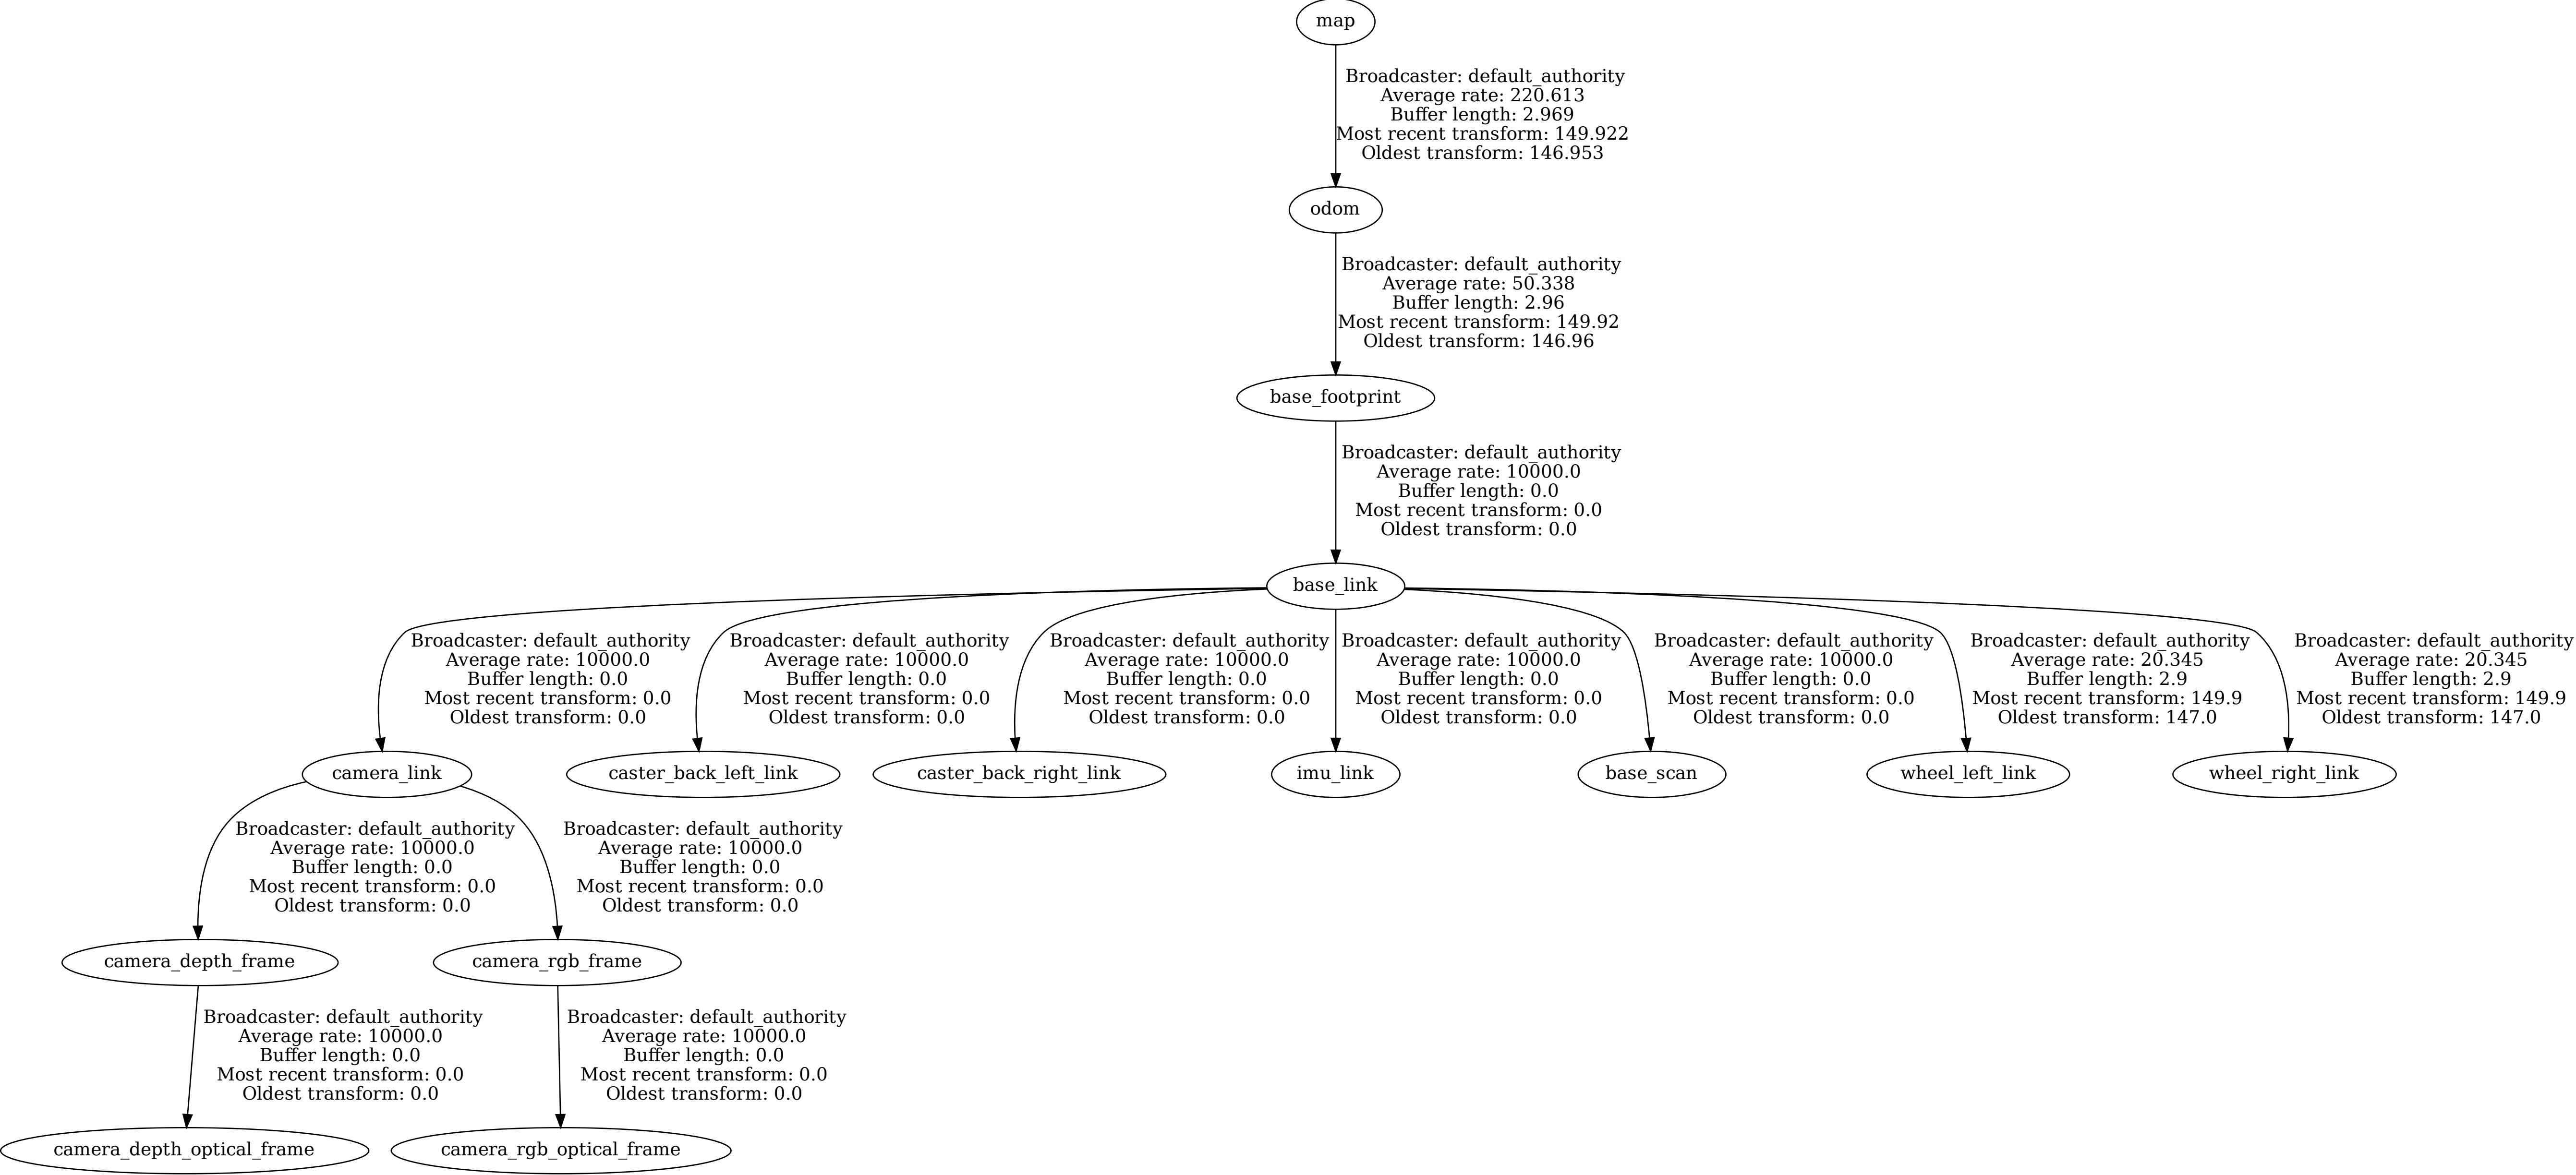 map
Broadcaster: default_authority
Average rate: 220.613
Buffer length: 2.969
Most recent transform: 149.922
Oldest transform: 146.953
odom
Broadcaster: default_authority
Average rate: 50.338
Buffer length: 2.96
Most recent transform: 149.92
Oldest transform: 146.96
base_footprint
Broadcaster: default_authority
Average rate: 10000.0
Buffer length: 0.0
Most recent transform: 0.0
Oldest transform: 0.0
base_link
Broadcaster: default_authority
Average rate: 10000.0
Buffer length: 0.0
Most recent transform: 0.0
Oldest transform: 0.0
Broadcaster: default_authority
Average rate: 10000.0
Buffer length: 0.0
Most recent transform: 0.0
Oldest transform: 0.0
Broadcaster: default_authority
Average rate: 10000.0
Buffer length: 0.0
Most recent transform: 0.0
Oldest transform: 0.0
Broadcaster: default_authority
Average rate: 10000.0
Buffer length: 0.0
Most recent transform: 0.0
Oldest transform: 0.0
Broadcaster: default_authority
Average rate: 10000.0
Buffer length: 0.0
Most recent transform: 0.0
Oldest transform: 0.0
Broadcaster: default_authority
Average rate: 20.345
Buffer length: 2.9
Most recent transform: 149.9
Oldest transform: 147.0
Broadcaster: default_authority
Average rate: 20.345
Buffer length: 2.9
Most recent transform: 149.9
Oldest transform: 147.0
camera_link
caster_back_left_link
caster_back_right_link
imu_link
base_scan
wheel_left_link
wheel_right_link
Broadcaster: default_authority
Average rate: 10000.0
Buffer length: 0.0
Most recent transform: 0.0
Oldest transform: 0.0
Broadcaster: default_authority
Average rate: 10000.0
Buffer length: 0.0
Most recent transform: 0.0
Oldest transform: 0.0
camera_depth_frame
camera_rgb_frame
Broadcaster: default_authority
Average rate: 10000.0
Buffer length: 0.0
Most recent transform: 0.0
Oldest transform: 0.0
Broadcaster: default_authority
Average rate: 10000.0
Buffer length: 0.0
Most recent transform: 0.0
Oldest transform: 0.0
camera_depth_optical_frame
camera_rgb_optical_frame